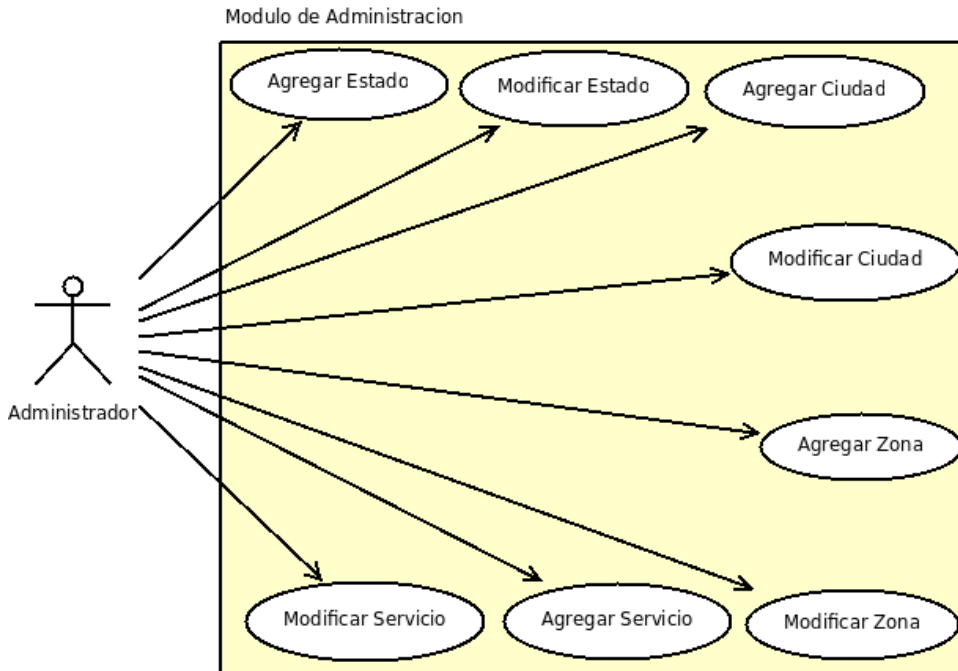 Modulo de Administracion
Agregar Estado
Modificar Estado
Agregar Ciudad
Modificar Ciudad
Administrador
Agregar Zona
Modificar Servicio
Agregar Servicio
Modificar Zona